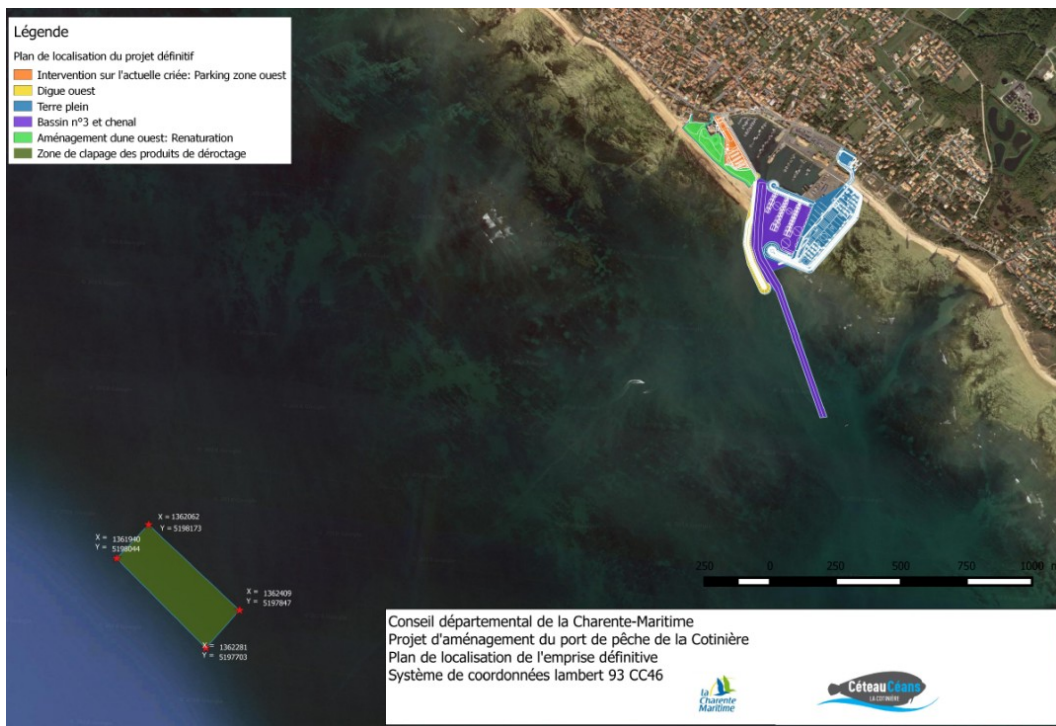 Légende
Plan de localisation du projet définitif
Intervention sur l'actuelle criée: Parking zone ouest
Digue ouest
Terre plein
Bassin n°3 et chenal
Aménagement dune ouest: Renaturation
Zone de clapage des produits de déroctage
X = 1362062
Y = 5198173
X = 1361940
Y = 5198044
X = 1362409
Y = 5197847
X = 1362281
Y = 5197703
250 0 250 500 750 1000 m
Conseil départemental de la Charente-Maritime
Projet d'aménagement du port de pêche de la Cotinière
Plan de localisation de l'emprise définitive
Système de coordonnées lambert 93 CC46
la Charente Maritime
CéteauCéans
LA COTINIÈRE